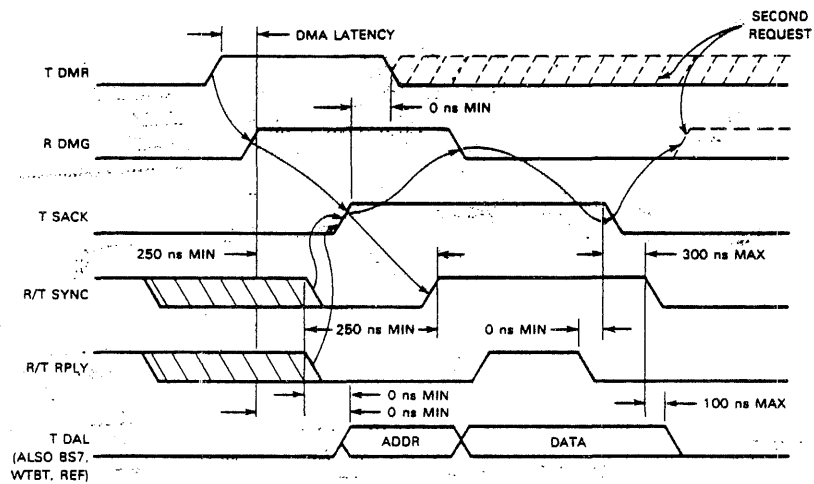 SECOND
REQUEST
DMA LATENCY
T DMR
0 ns MIN
R DMG
T SACK
250 ns MIN
300 ns MAX
R/T SYNC
250 ns MIN
0 ns MIN
R/T RPLY
0 ns MIN
0 ns MIN
100 ns MAX
T DAL
(ALSO BS7,
WTBT, REF)
ADDR
DATA